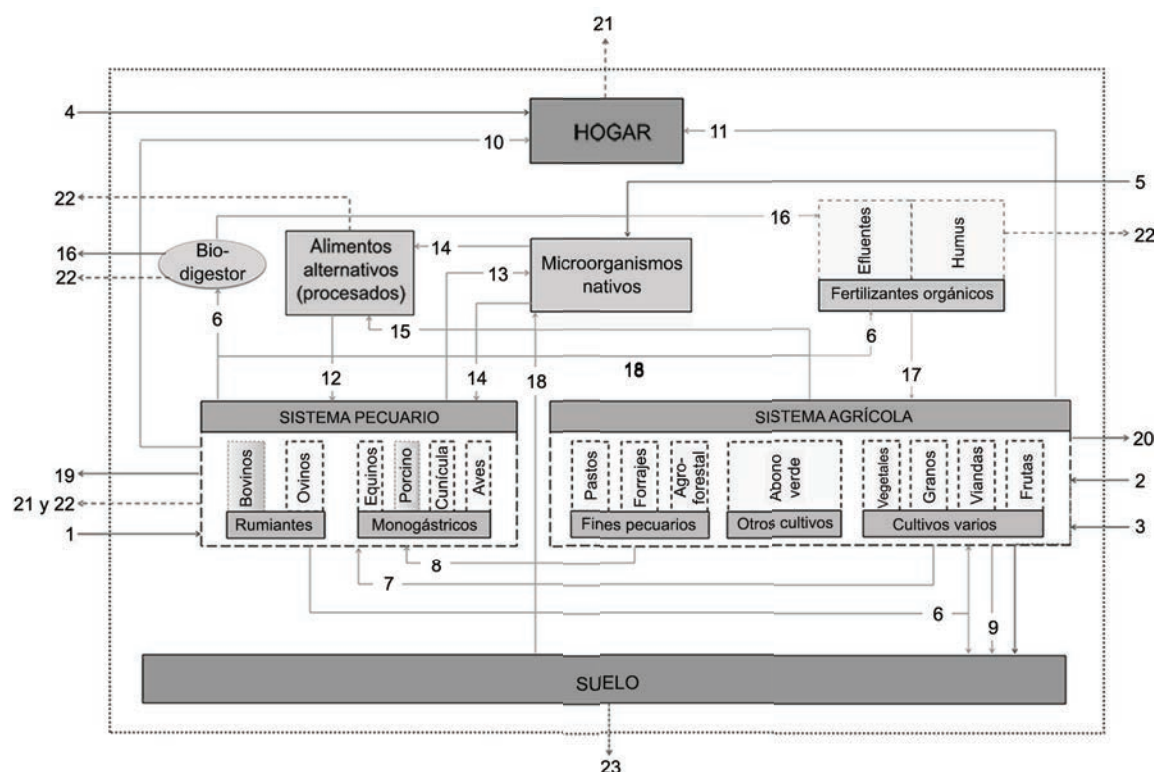 21
4
HOGAR
10
11
5
22
16
Bio-
digestor
16
22
Alimentos
alternativos
(procesados)
14
13
Microorganismos
nativos
Efluentes
Humus
Fertilizantes orgánicos
22
6
15
6
12
14
18
18
17
SISTEMA PECUARIO
SISTEMA AGRÍCOLA
20
19
21 y 22
1
Bovinos
Ovinos
Equinos
Porcino
Cunícula
Aves
Rumiantes
Monogástricos
Pastos
Forrajes
Agro-
forestal
Abono
verde
Vegetales
Granos
Viandas
Frutas
Fines pecuarios
Otros cultivos
Cultivos varios
2
3
8
7
6
9
SUELO
23